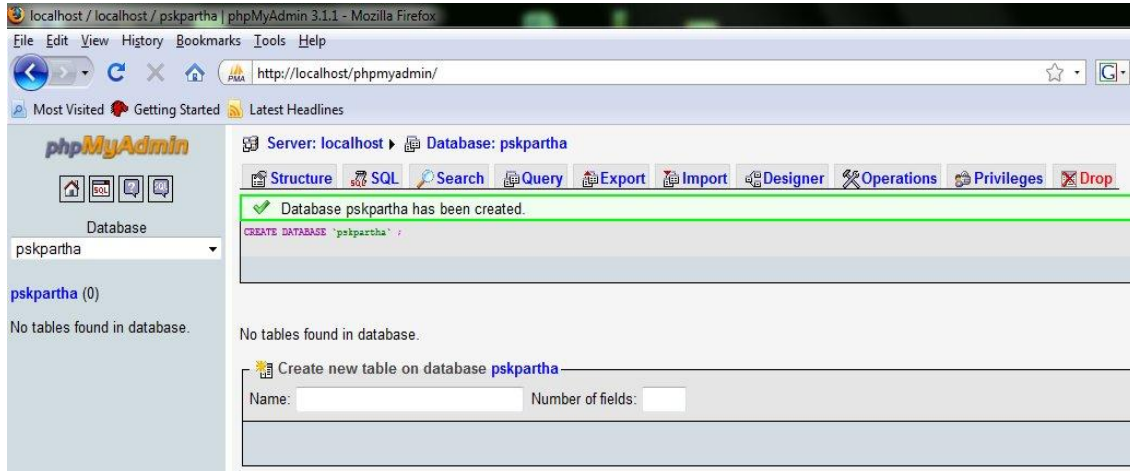 localhost / localhost / pskpartha | phpMyAdmin 3.1.1 - Mozilla Firefox
File Edit View History Bookmarks Tools Help
PMA http://localhost/phpmyadmin/ G
Most Visited Getting Started Latest Headlines
phpMyAdmin
SQL ? SQL
Database
pskpartha
pskpartha (0)
No tables found in database.
Server: localhost Database: pskpartha
Structure SQL Search Query Export Import Designer Operations Privileges Drop
Database pskpartha has been created.
CREATE DATABASE `pskpartha` ;
No tables found in database.
Create new table on database pskpartha
Name: Number of fields: